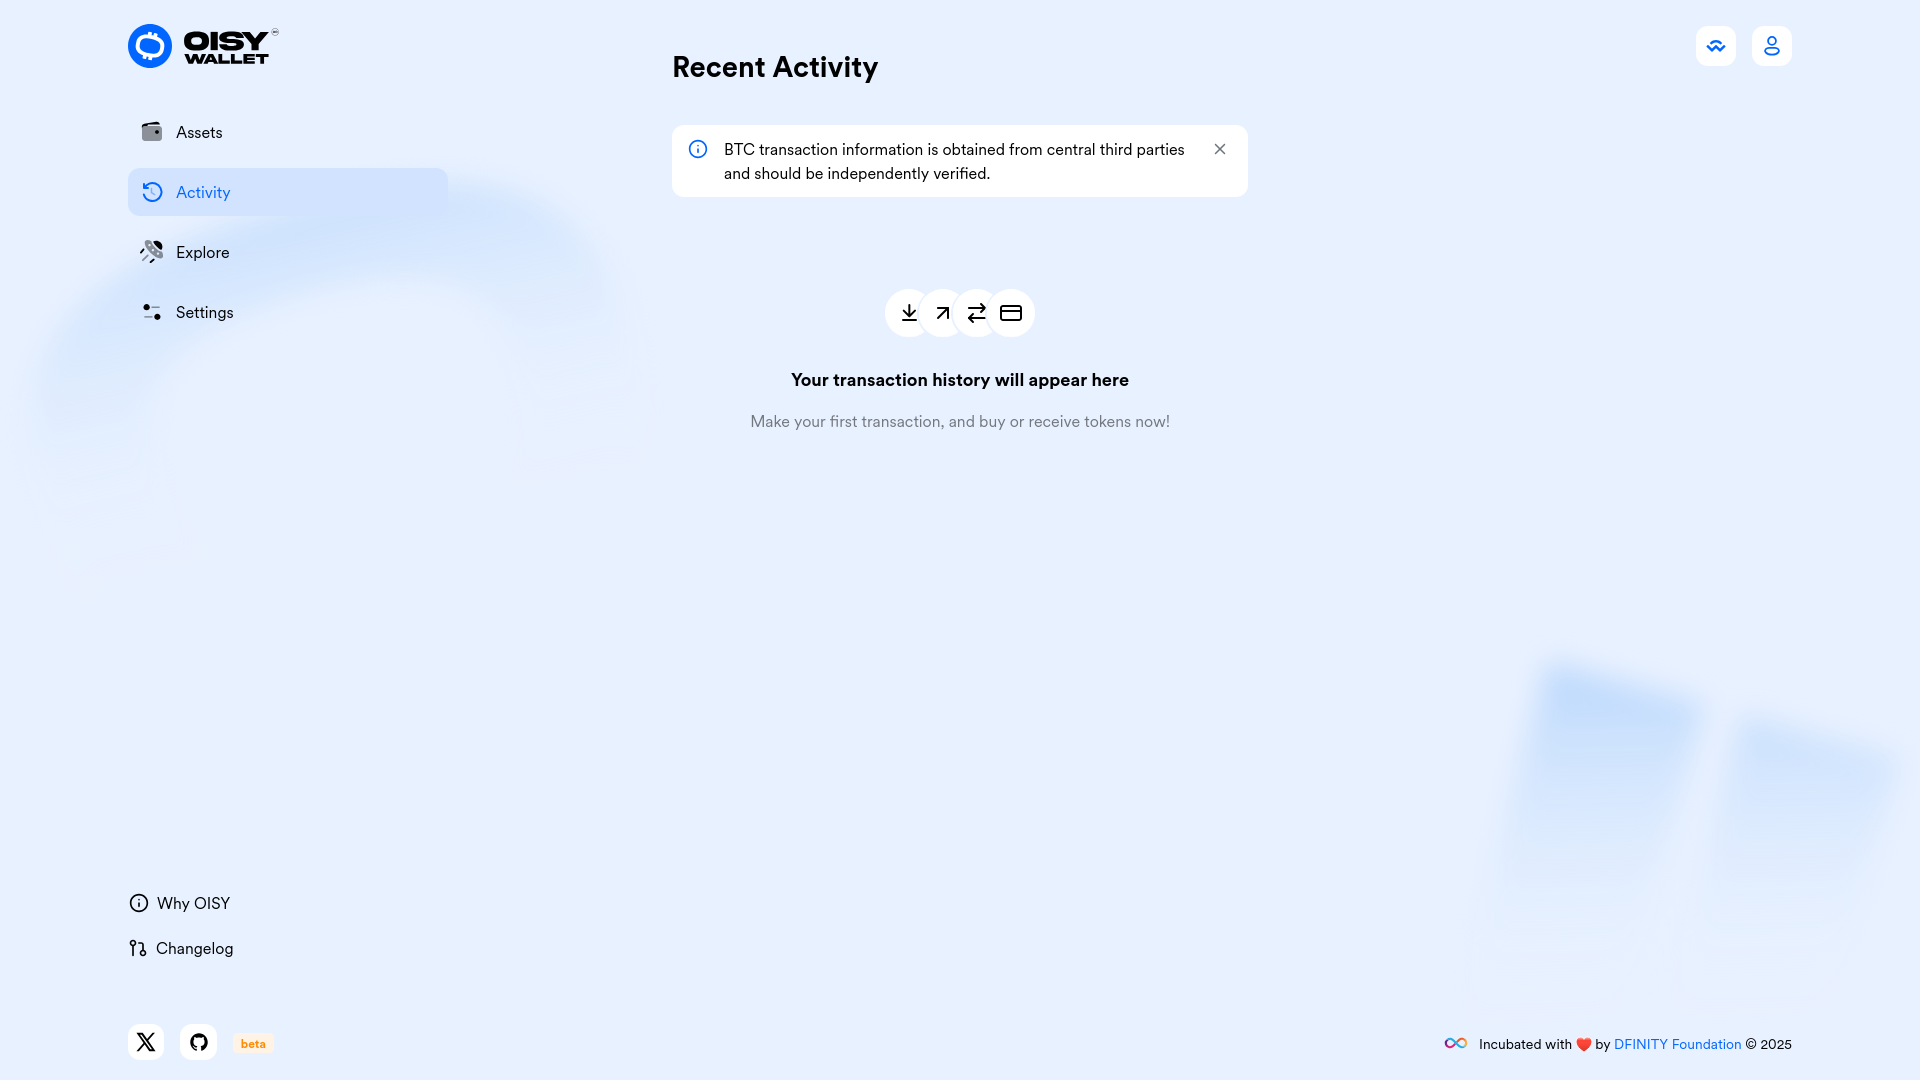 OISY
WALLET
Recent Activity
Assets
BTC transaction information is obtained from central third parties
and should be independently verified.
Activity
Explore
Settings
Your transaction history will appear here
Make your first transaction, and buy or receive tokens now!
Why OISY
Changelog
beta
Incubated with ❤️ by DFINITY Foundation © 2025